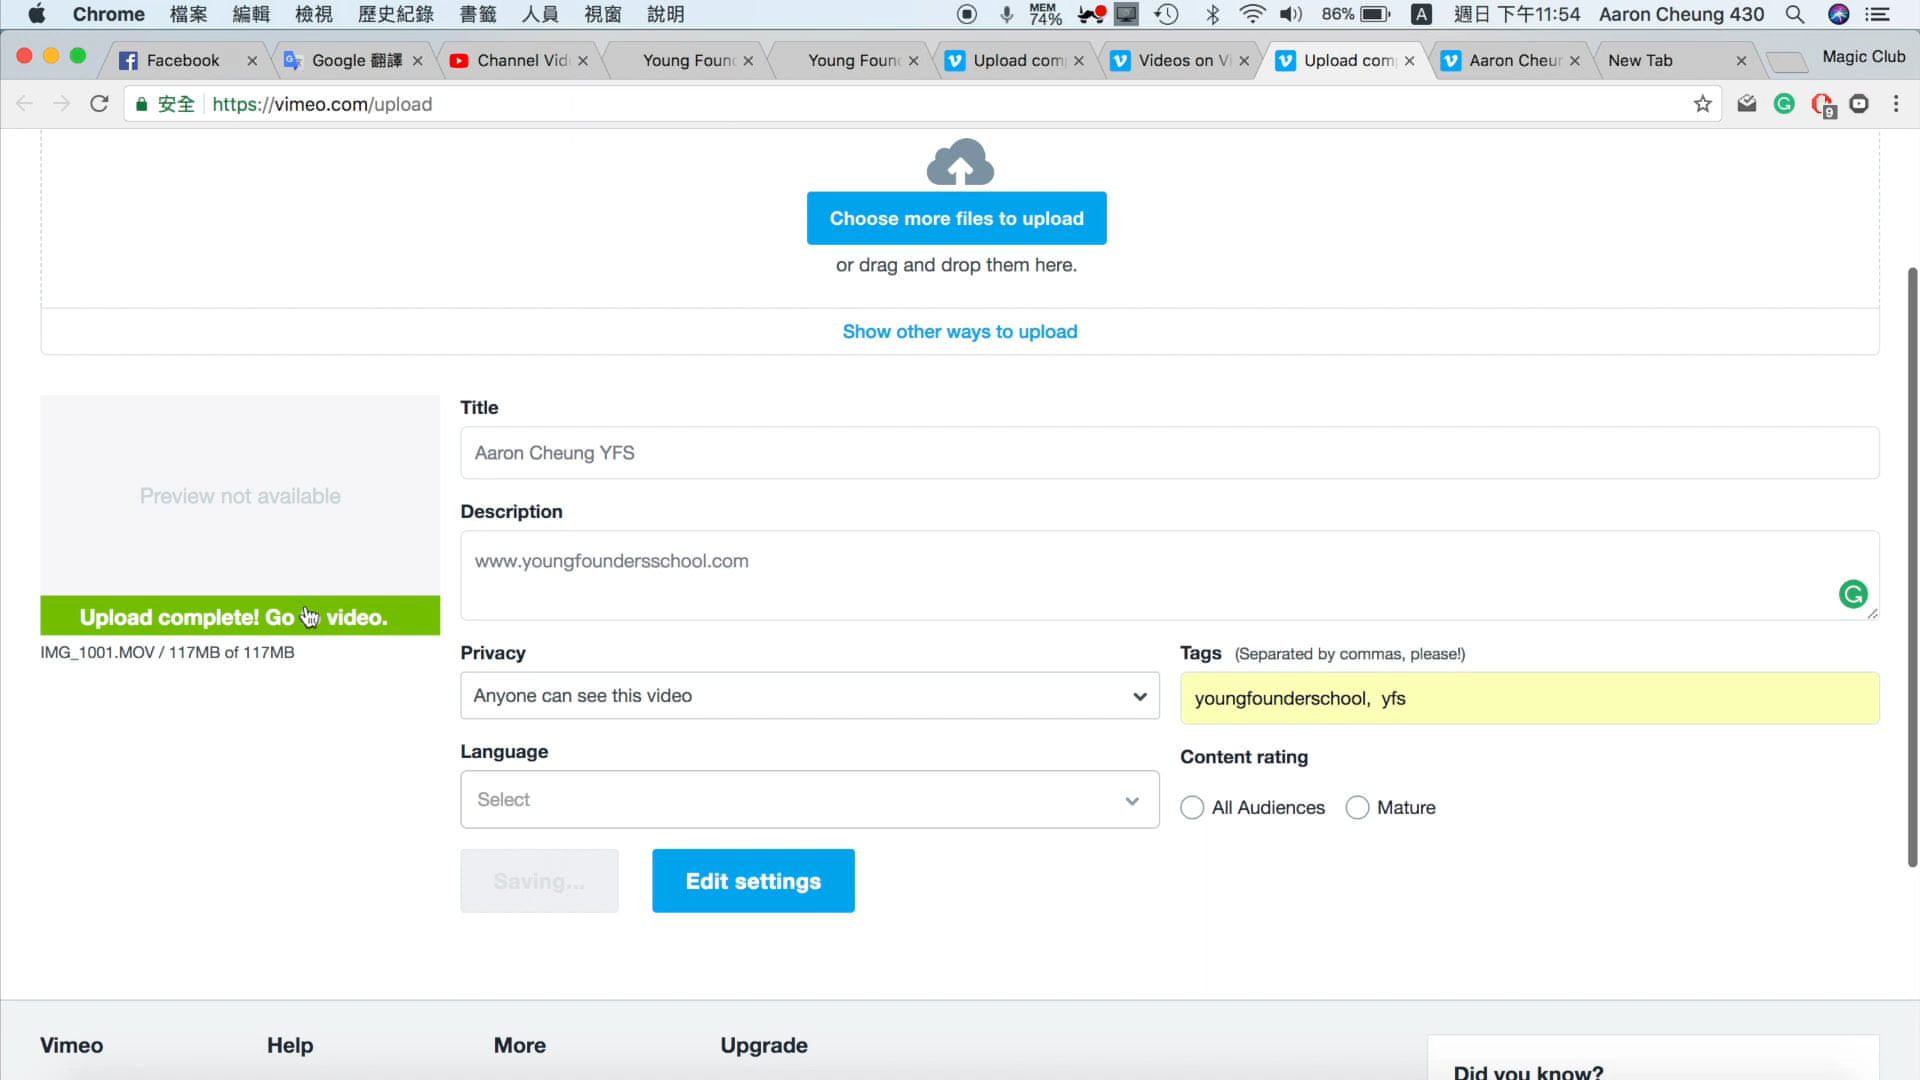 Chrome 檔案 編輯 檢視 歷史紀錄 書籤 人員 視窗 說明 MEM 74% 86% A 週日 下午11:54 Aaron Cheung 430
Facebook Google 翻譯 Channel Vid Young Foun Young Foun Upload com Videos on Vi Upload com Aaron Cheun New Tab Magic Club
安全 https://vimeo.com/upload 9
Choose more files to upload
or drag and drop them here.
Show other ways to upload
Title
Aaron Cheung YFS
Preview not available
Description
www.youngfoundersschool.com
Upload complete! Go video.
IMG_1001.MOV / 117MB of 117MB
Privacy
Tags (Separated by commas, please!)
Anyone can see this video
youngfounderschool, yfs
Language
Content rating
Select
All Audiences Mature
Saving...
Edit settings
Vimeo Help More Upgrade
Did you know?